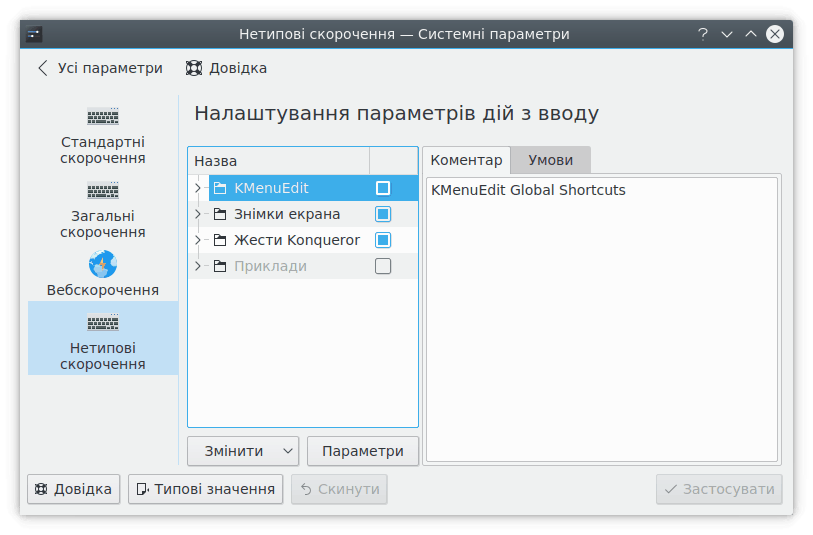 Нетипові скорочення — Системні параметри
Усі параметри
Довідка
Стандартні
скорочення
Загальні
скорочення
Вебскорочення
Нетипові
скорочення
Налаштування параметрів дій з вводу
Назва
KMenuEdit
Знімки екрана
Жести Konqueror
Приклади
Змінити
Параметри
Коментар
Умови
KMenuEdit Global Shortcuts
Довідка
Типові значення
Скинути
Застосувати